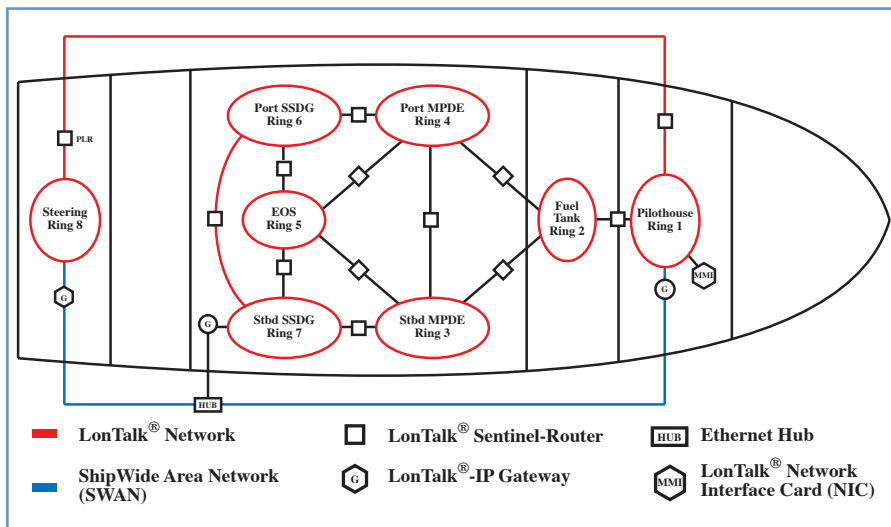 Port SSDG
Ring 6
Port MPDE
Ring 4
PLR
Steering
Ring 8
EOS
Ring 5
Fuel
Tank
Ring 2
Pilothouse
Ring 1
MMI
G
G
G
Stbd SSDG
Ring 7
Stbd MPDE
Ring 3
HUB
LonTalk® Network
LonTalk® Sentinel-Router
HUB
Ethernet Hub
ShipWide Area Network
(SWAN)
G
LonTalk®-IP Gateway
MMI
LonTalk® Network
Interface Card (NIC)